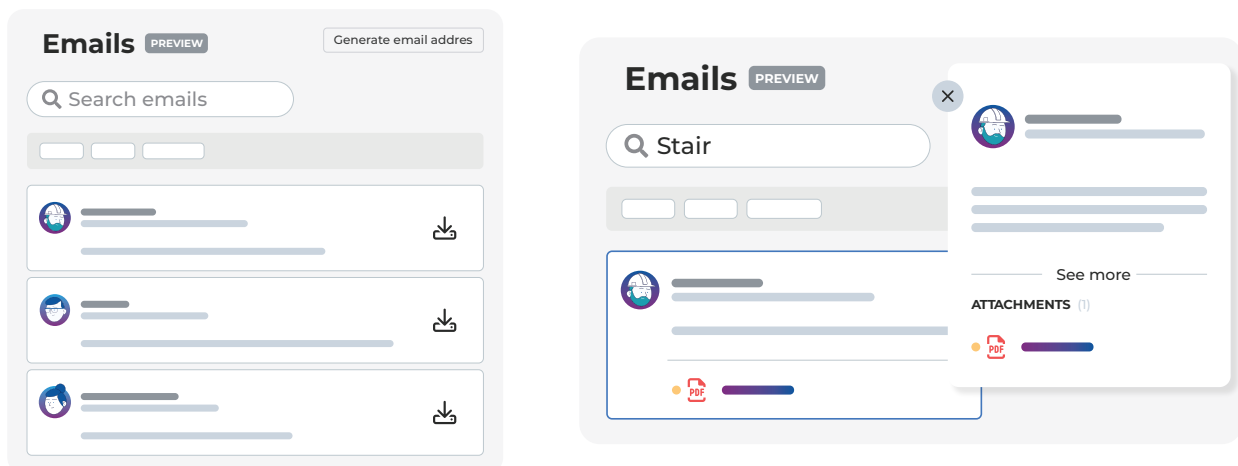 Emails PREVIEW
Generate email addres
Search emails
Emails PREVIEW
Stair
PDF
See more
ATTACHMENTS (1)
PDF